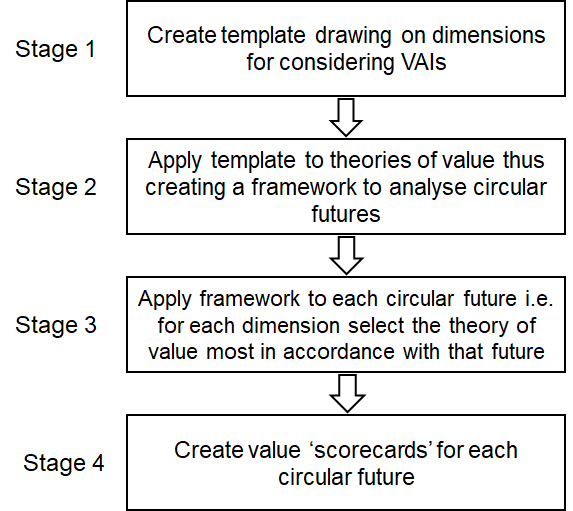 Stage 1
Create template drawing on dimensions
for considering VAIs
Stage 2
Apply template to theories of value thus
creating a framework to analyse circular
futures
Stage 3
Apply framework to each circular future i.e.
for each dimension select the theory of
value most in accordance with that future
Stage 4
Create value ‘scorecards’ for each
circular future